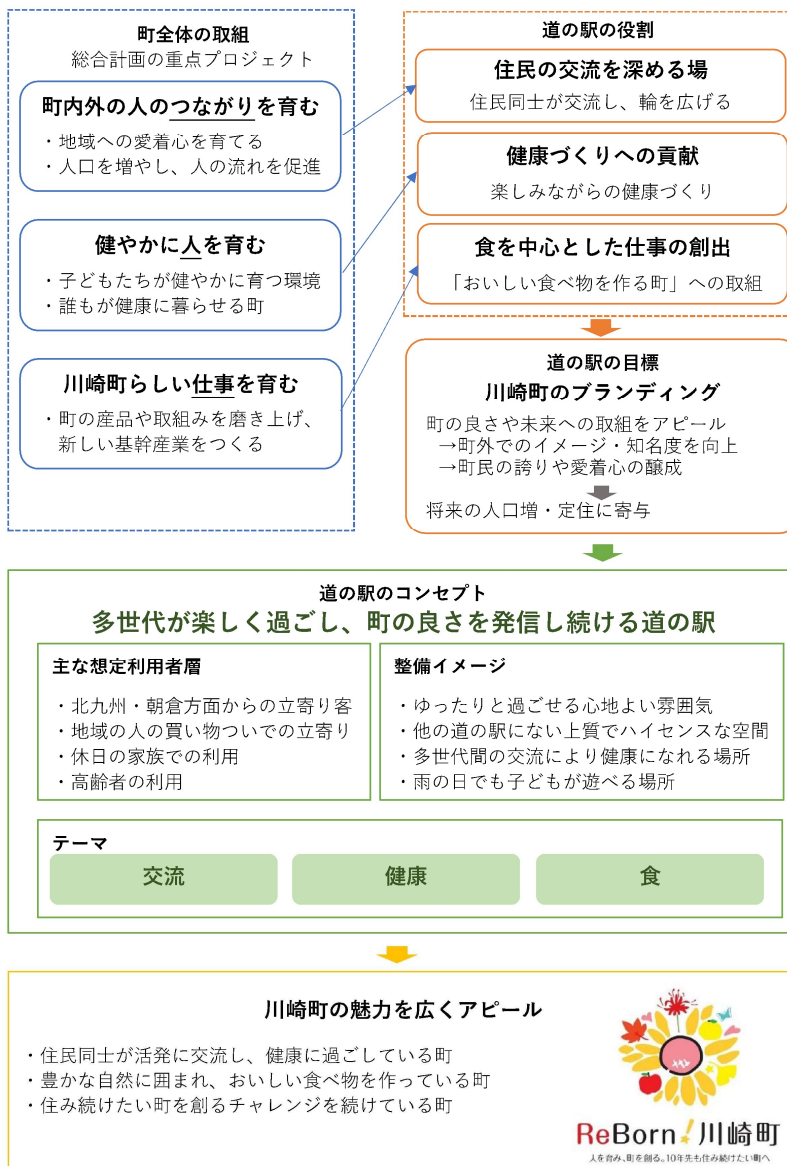 町全体の取組
総合計画の重点プロジェクト
町内外の人のつながりを育む
・地域への愛着心を育てる
・人口を増やし、人の流れを促進
健やかに人を育む
・子どもたちが健やかに育つ環境
・誰もが健康に暮らせる町
川崎町らしい仕事を育む
・町の産品や取組みを磨き上げ、
新しい基幹産業をつくる
道の駅の役割
住民の交流を深める場
住民同士が交流し、輪を広げる
健康づくりへの貢献
楽しみながらの健康づくり
食を中心とした仕事の創出
「おいしい食べ物を作る町」への取組
道の駅の目標
川崎町のブランディング
町の良さや未来への取組をアピール
→町外でのイメージ・知名度を向上
→町民の誇りや愛着心の醸成
将来の人口増・定住に寄与
道の駅のコンセプト
多世代が楽しく過ごし、町の良さを発信し続ける道の駅
主な想定利用者層
・北九州・朝倉方面からの立寄り客
・地域の人の買い物ついでの立寄り
・休日の家族での利用
・高齢者の利用
整備イメージ
・ゆったりと過ごせる心地よい雰囲気
・他の道の駅にない上質でハイセンスな空間
・多世代間の交流により健康になれる場所
・雨の日でも子どもが遊べる場所
テーマ
交流
健康
食
川崎町の魅力を広くアピール
・住民同士が活発に交流し、健康に過ごしている町
・豊かな自然に囲まれ、おいしい食べ物を作っている町
・住み続けたい町を創るチャレンジを続けている町
ReBorn!川崎町
人を育み、町を創る。10年先も住み続けたい町へ